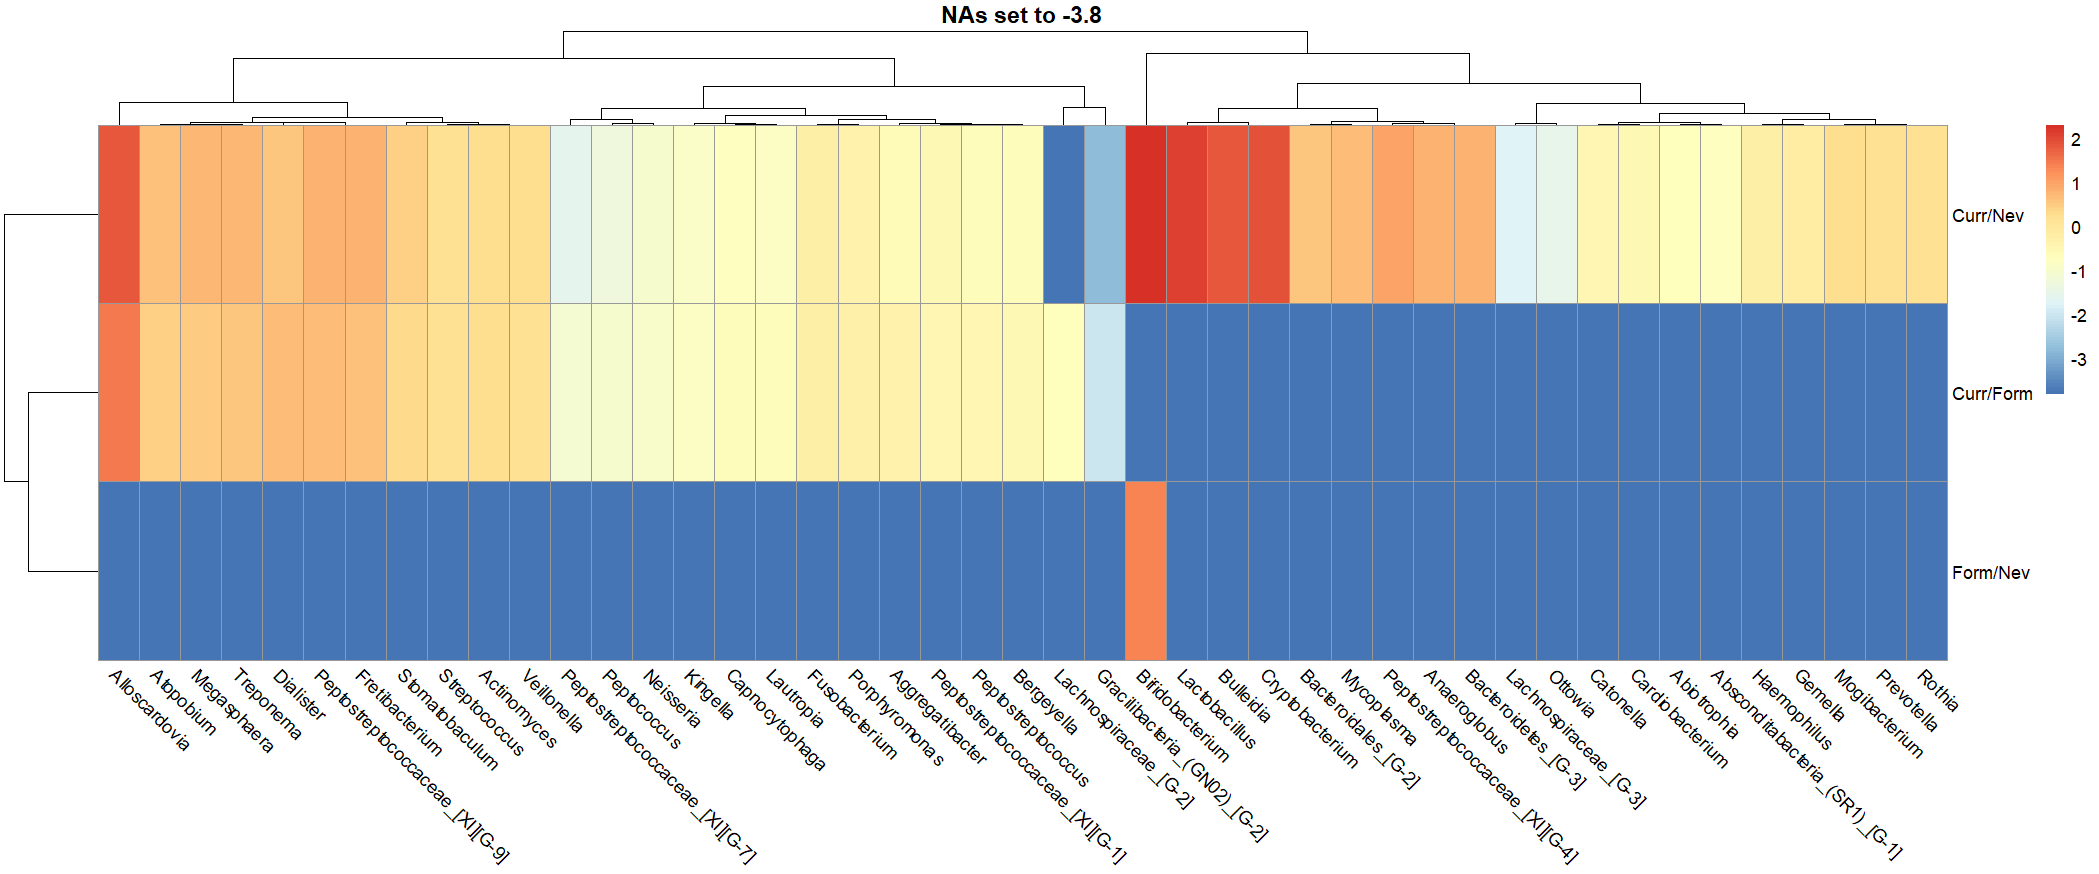 NAs set to -3.8
2
1
0
-1
-2
-3
Curr/Nev
Curr/Form
Form/Nev
Alloscardovia
Atopobium
Megasphaera
Treponema
Dialister
Peptostreptococcaceae_[XI][G-9]
Fretibacterium
Stomatobaculum
Streptococcus
Actinomyces
Veillonella
Peptostreptococcaceae_[XI][G-7]
Peptococcus
Neisseria
Kingella
Capnocytophaga
Lautropia
Fusobacterium
Porphyromonas
Aggregatibacter
Peptostreptococcaceae_[XI][G-1]
Peptostreptococcus
Bergeyella
Lachnospiraceae_[G-2]
Gracilibacteria_(GN02)_[G-2]
Bifidobacterium
Lactobacillus
Bulleidia
Cryptobacterium
Bacteroidales_[G-2]
Mycoplasma
Peptostreptococcaceae_[XI][G-4]
Anaeroglobus
Bacteroidetes_[G-3]
Lachnospiraceae_[G-3]
Ottowia
Catonella
Cardiobacterium
Abiotrophia
Absconditabacteria_(SR1)_[G-1]
Haemophilus
Gemella
Mogibacterium
Prevotella
Rothia